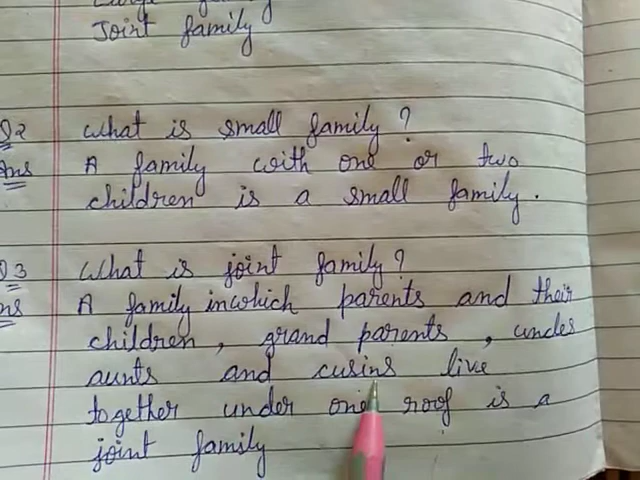 Large family
Joint family
Q2 What is small family?
Ans A family with one or two
children is a small family.
Q3 What is joint family?
Ans A family inwhich parents and their
children, grand parents, uncles
aunts and cusins live
together under one roof is a
joint family